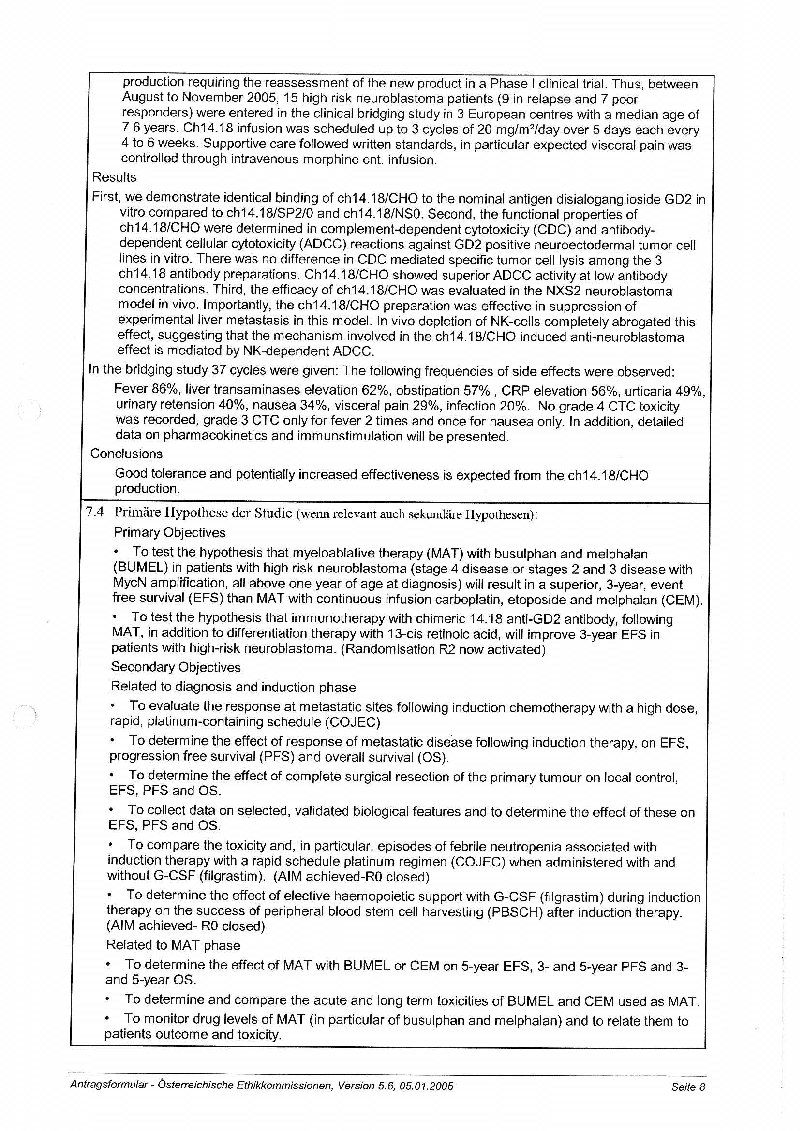 production requiring the reassessment of the new product in a Phase I clinical trial. Thus, between
August to November 2005, 15 high risk neuroblastoma patients (9 in relapse and 7 poor
responders) were entered in the clinical bridging study in 3 European centres with a median age of
7.6 years. Ch14.18 infusion was scheduled up to 3 cycles of 20 mg/m²/day over 5 days each every
4 to 6 weeks. Supportive care followed written standards, in particular expected visceral pain was
controlled through intravenous morphine cnt. infusion.
Results
First, we demonstrate identical binding of ch14.18/CHO to the nominal antigen disialoganglioside GD2 in
vitro compared to ch14.18/SP2/0 and ch14.18/NS0. Second, the functional properties of
ch14.18/CHO were determined in complement-dependent cytotoxicity (CDC) and antibody-
dependent cellular cytotoxicity (ADCC) reactions against GD2 positive neuroectodermal tumor cell
lines in vitro. There was no difference in CDC mediated specific tumor cell lysis among the 3
ch14.18 antibody preparations. Ch14.18/CHO showed superior ADCC activity at low antibody
concentrations. Third, the efficacy of ch14.18/CHO was evaluated in the NXS2 neuroblastoma
model in vivo. Importantly, the ch14.18/CHO preparation was effective in suppression of
experimental liver metastasis in this model. In vivo depletion of NK-cells completely abrogated this
effect, suggesting that the mechanism involved in the ch14.18/CHO induced anti-neuroblastoma
effect is mediated by NK-dependent ADCC.
In the bridging study 37 cycles were given: The following frequencies of side effects were observed:
Fever 86%, liver transaminases elevation 62%, obstipation 57% , CRP elevation 56%, urticaria 49%,
urinary retension 40%, nausea 34%, visceral pain 29%, infection 20%. No grade 4 CTC toxicity
was recorded, grade 3 CTC only for fever 2 times and once for nausea only. In addition, detailed
data on pharmacokinetics and immunstimulation will be presented.
Conclusions
Good tolerance and potentially increased effectiveness is expected from the ch14.18/CHO
production.
7.4 Primäre Hypothese der Studie (wenn relevant auch sekundäre Hypothesen):
Primary Objectives
• To test the hypothesis that myeloablative therapy (MAT) with busulphan and melphalan
(BUMEL) in patients with high risk neuroblastoma (stage 4 disease or stages 2 and 3 disease with
MycN amplification, all above one year of age at diagnosis) will result in a superior, 3-year, event
free survival (EFS) than MAT with continuous infusion carboplatin, etoposide and melphalan (CEM).
• To test the hypothesis that immunotherapy with chimeric 14.18 anti-GD2 antibody, following
MAT, in addition to differentiation therapy with 13-cis retinoic acid, will improve 3-year EFS in
patients with high-risk neuroblastoma. (Randomisation R2 now activated)
Secondary Objectives
Related to diagnosis and induction phase
• To evaluate the response at metastatic sites following induction chemotherapy with a high dose,
rapid, platinum-containing schedule (COJEC)
• To determine the effect of response of metastatic disease following induction therapy, on EFS,
progression free survival (PFS) and overall survival (OS).
• To determine the effect of complete surgical resection of the primary tumour on local control,
EFS, PFS and OS.
• To collect data on selected, validated biological features and to determine the effect of these on
EFS, PFS and OS.
• To compare the toxicity and, in particular, episodes of febrile neutropenia associated with
induction therapy with a rapid schedule platinum regimen (COJEC) when administered with and
without G-CSF (filgrastim). (AIM achieved-R0 closed)
• To determine the effect of elective haemopoietic support with G-CSF (filgrastim) during induction
therapy on the success of peripheral blood stem cell harvesting (PBSCH) after induction therapy.
(AIM achieved- R0 closed)
Related to MAT phase
• To determine the effect of MAT with BUMEL or CEM on 5-year EFS, 3- and 5-year PFS and 3-
and 5-year OS.
• To determine and compare the acute and long term toxicities of BUMEL and CEM used as MAT.
• To monitor drug levels of MAT (in particular of busulphan and melphalan) and to relate them to
patients outcome and toxicity.
Antragsformular - Österreichische Ethikkommissionen, Version 5.6, 05.01.2005 Seite 8